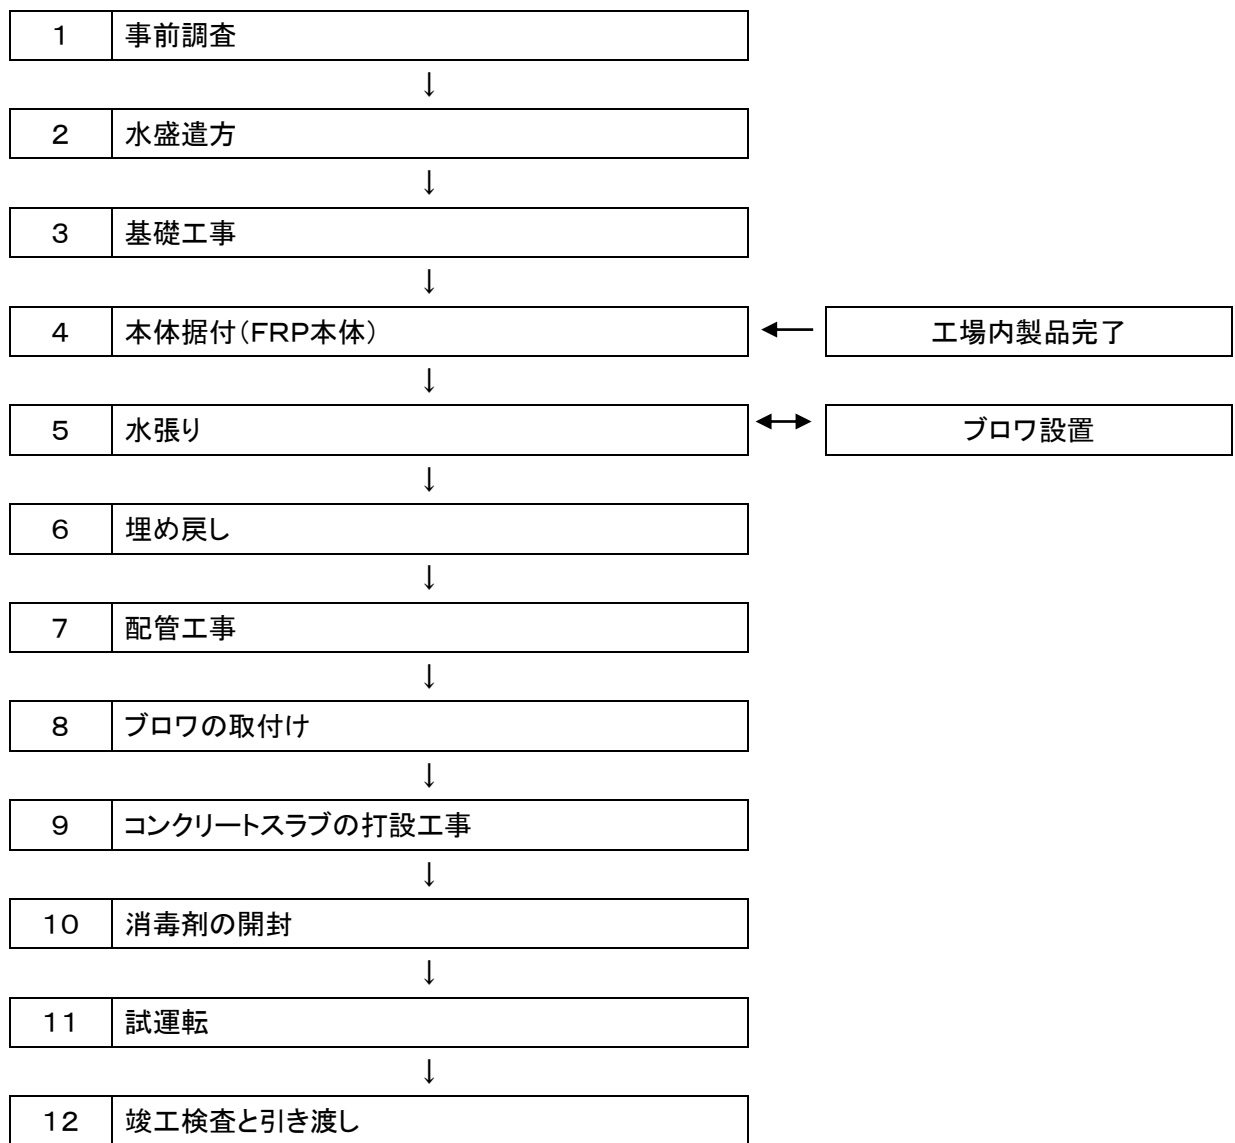 1 事前調査
↓
2 水盛遣方
↓
3 基礎工事
↓
4 本体据付(FRP本体) ← 工場内製品完了
↓
5 水張り ↔ ブロワ設置
↓
6 埋め戻し
↓
7 配管工事
↓
8 ブロワの取付け
↓
9 コンクリートスラブの打設工事
↓
10 消毒剤の開封
↓
11 試運転
↓
12 竣工検査と引き渡し